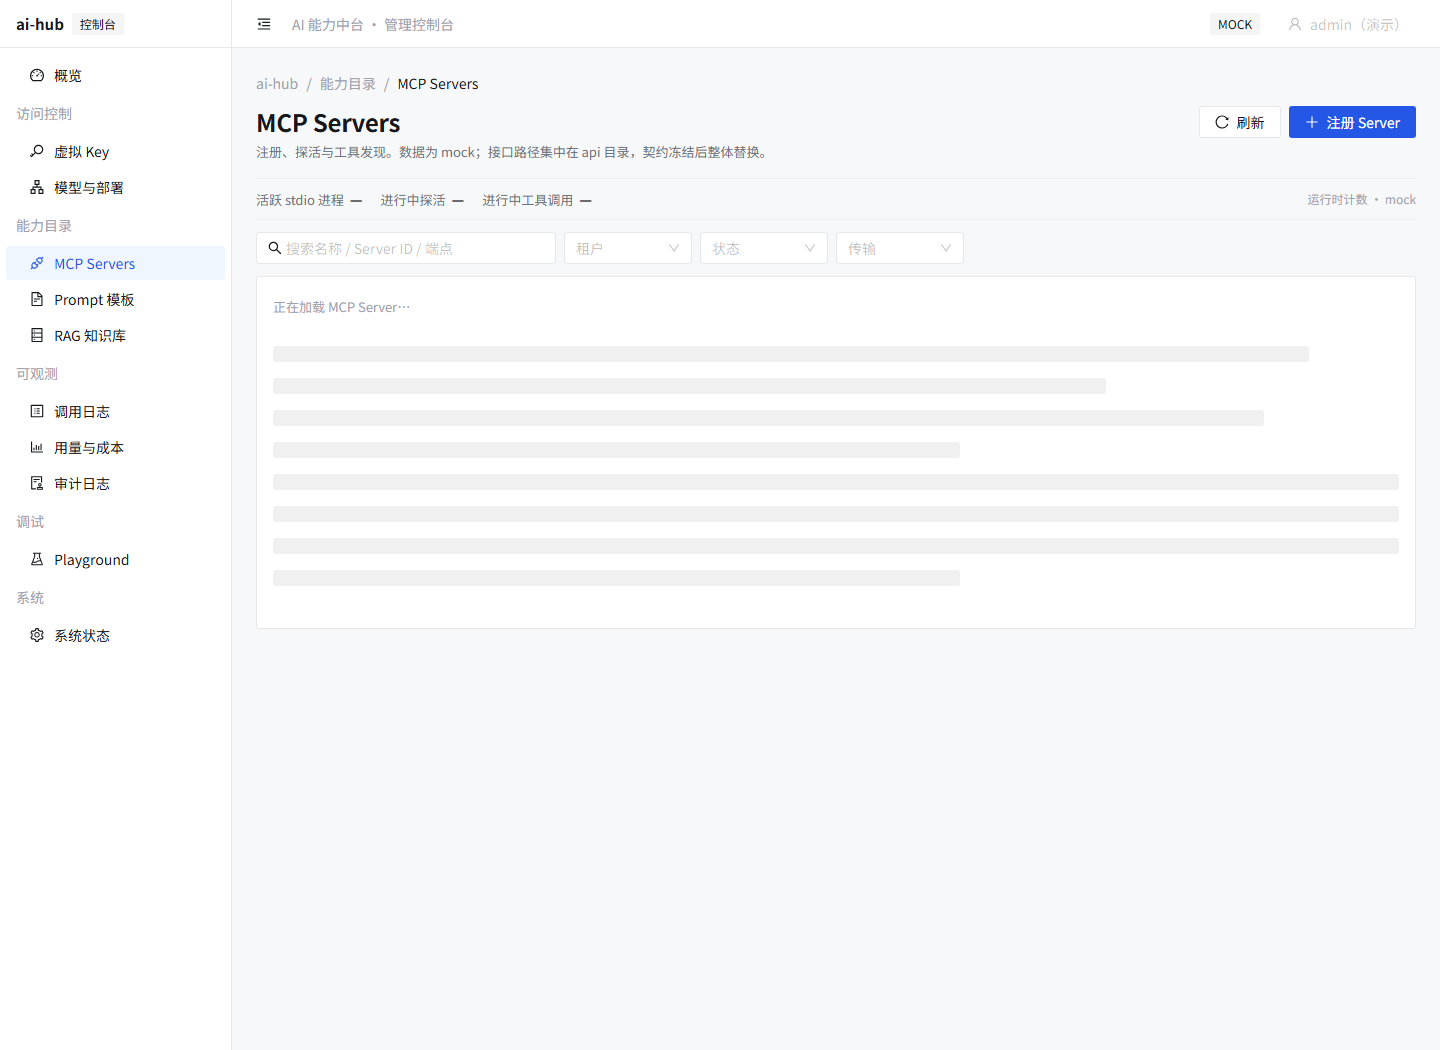 ai-hub 控制台
AI 能力中台 · 管理控制台
MOCK
admin（演示）
概览
访问控制
虚拟 Key
模型与部署
能力目录
MCP Servers
Prompt 模板
RAG 知识库
可观测
调用日志
用量与成本
审计日志
调试
Playground
系统
系统状态
ai-hub / 能力目录 / MCP Servers
MCP Servers
刷新
注册 Server
注册、探活与工具发现。数据为 mock；接口路径集中在 api 目录，契约冻结后整体替换。
活跃 stdio 进程 — 进行中探活 — 进行中工具调用 —
运行时计数 · mock
搜索名称 / Server ID / 端点
租户
状态
传输
正在加载 MCP Server…